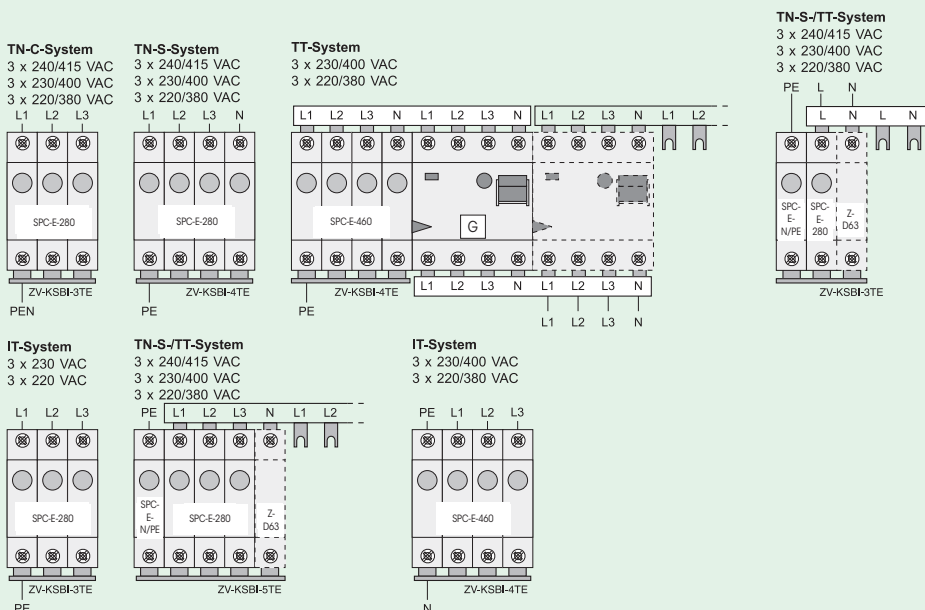 TN-C-System
3 x 240/415 VAC
3 x 230/400 VAC
3 x 220/380 VAC
L1 L2 L3
SPC-E-280
ZV-KSBI-3TE
PEN
TN-S-System
3 x 240/415 VAC
3 x 230/400 VAC
3 x 220/380 VAC
L1 L2 L3 N
SPC-E-280
ZV-KSBI-4TE
PE
TT-System
3 x 230/400 VAC
3 x 220/380 VAC
L1 L2 L3 N L1 L2 L3 N L1 L2 L3 N L1 L2
SPC-E-460
G
ZV-KSBI-4TE
L1 L2 L3 N L1 L2 L3 N
PE
L1 L2 L3 N
TN-S-/TT-System
3 x 240/415 VAC
3 x 230/400 VAC
3 x 220/380 VAC
PE L N
L N L N
SPC-
E-
N/PE
SPC-
E-
280
Z-
D63
ZV-KSBI-3TE
IT-System
3 x 230 VAC
3 x 220 VAC
L1 L2 L3
SPC-E-280
ZV-KSBI-3TE
PE
TN-S-/TT-System
3 x 240/415 VAC
3 x 230/400 VAC
3 x 220/380 VAC
PE L1 L2 L3 N L1 L2
SPC-
E-
N/PE
SPC-E-280
Z-
D63
ZV-KSBI-5TE
IT-System
3 x 230/400 VAC
3 x 220/380 VAC
PE L1 L2 L3
SPC-E-460
ZV-KSBI-4TE
N